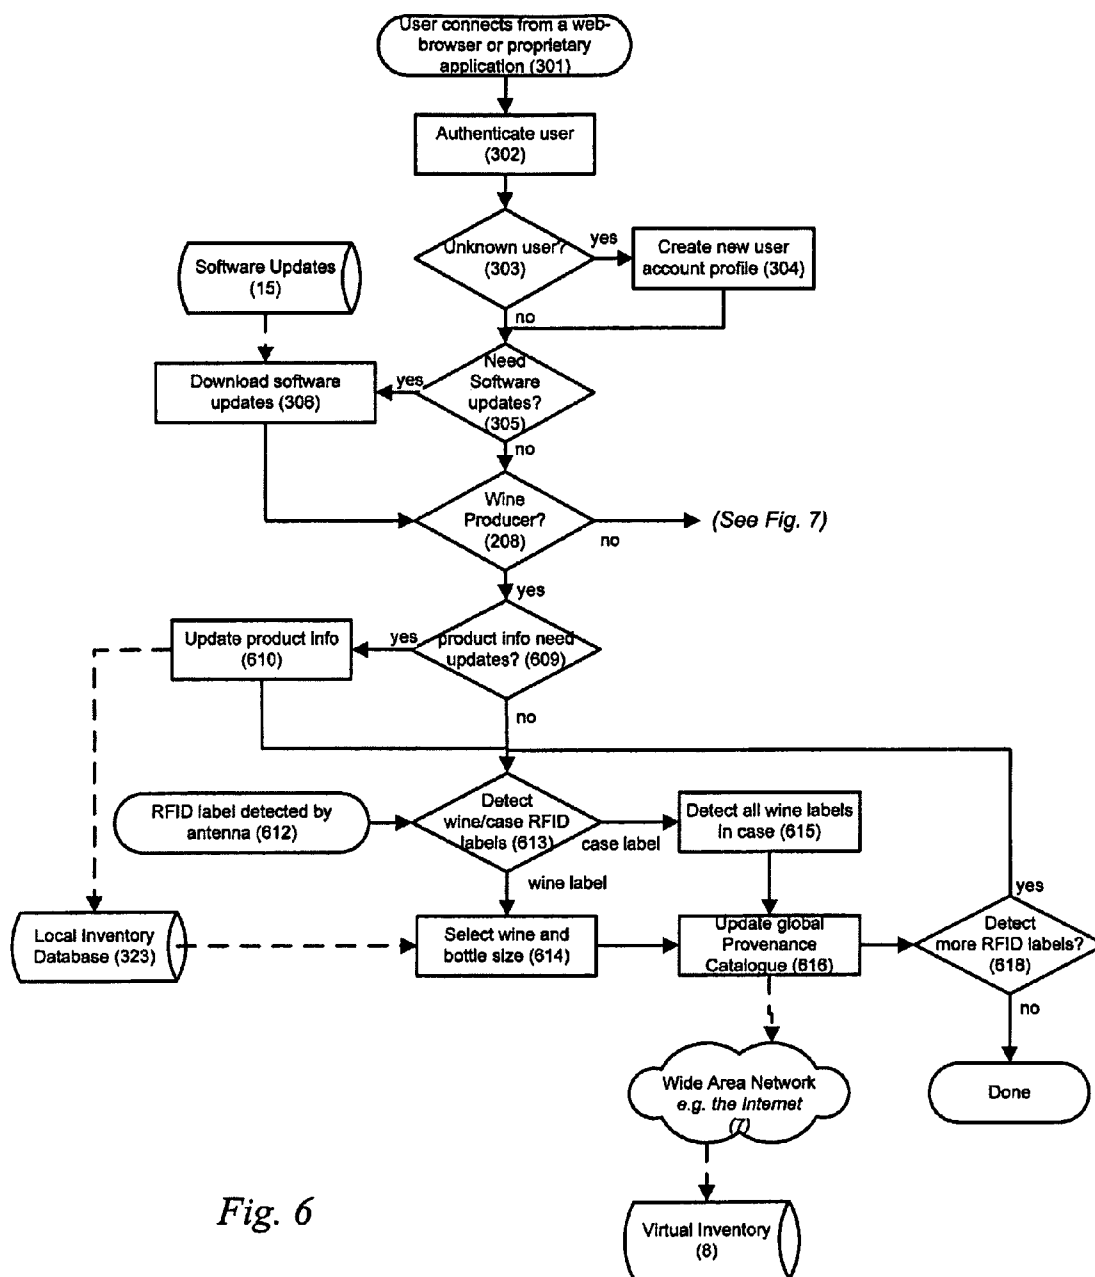 User connects from a web-
browser or proprietary
application (301)
Authenticate user
(302)
Unknown user?
(303)
yes
Create new user
account profile (304)
no
Software Updates
(15)
Need
Software
updates?
(305)
yes
Download software
updates (306)
no
Wine
Producer?
(208)
no
(See Fig. 7)
yes
product info need
updates? (609)
yes
Update product Info
(610)
no
RFID label detected by
antenna (612)
Detect
wine/case RFID
labels (613)
case label
Detect all wine labels
in case (615)
wine label
yes
Local Inventory
Database (323)
Select wine and
bottle size (614)
Update global
Provenance
Catalogue (616)
Detect
more RFID labels?
(618)
no
Wide Area Network
e.g. the Internet
(7)
Done
Fig. 6
Virtual Inventory
(8)